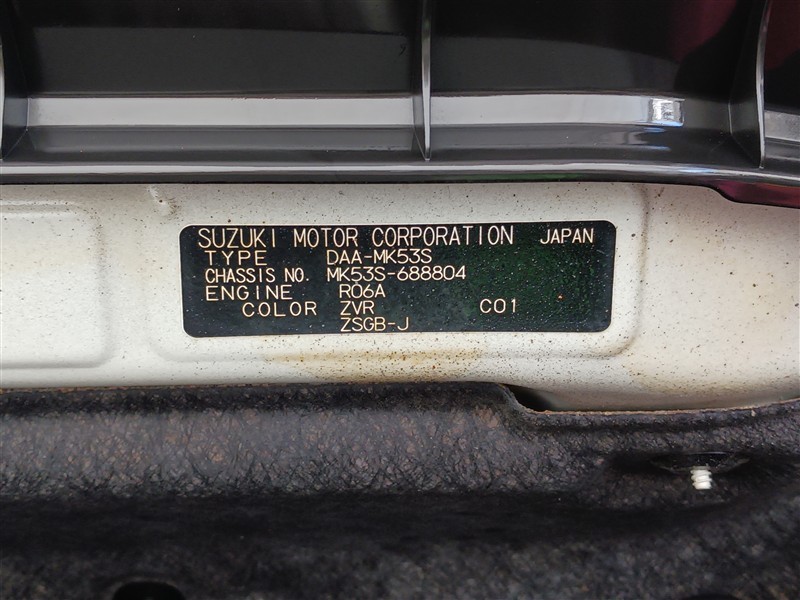 SUZUKI MOTOR CORPORATION JAPAN
TYPE DAA-MK53S
CHASSIS NO. MK53S-688804
ENGINE R06A
COLOR ZVR C01
ZSGB-J